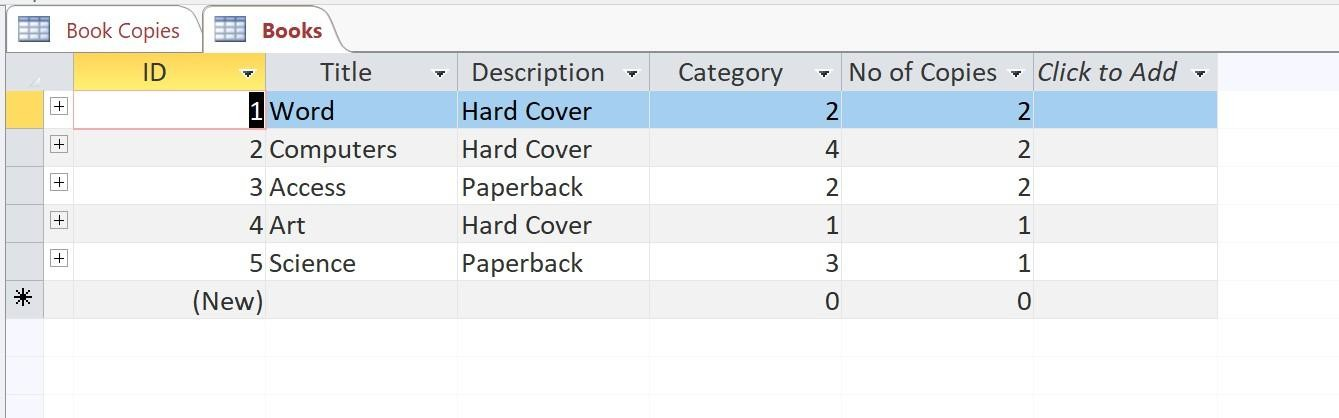 Book Copies Books
ID Title Description Category No of Copies Click to Add
1 Word Hard Cover 2 2
2 Computers Hard Cover 4 2
3 Access Paperback 2 2
4 Art Hard Cover 1 1
5 Science Paperback 3 1
(New) 0 0